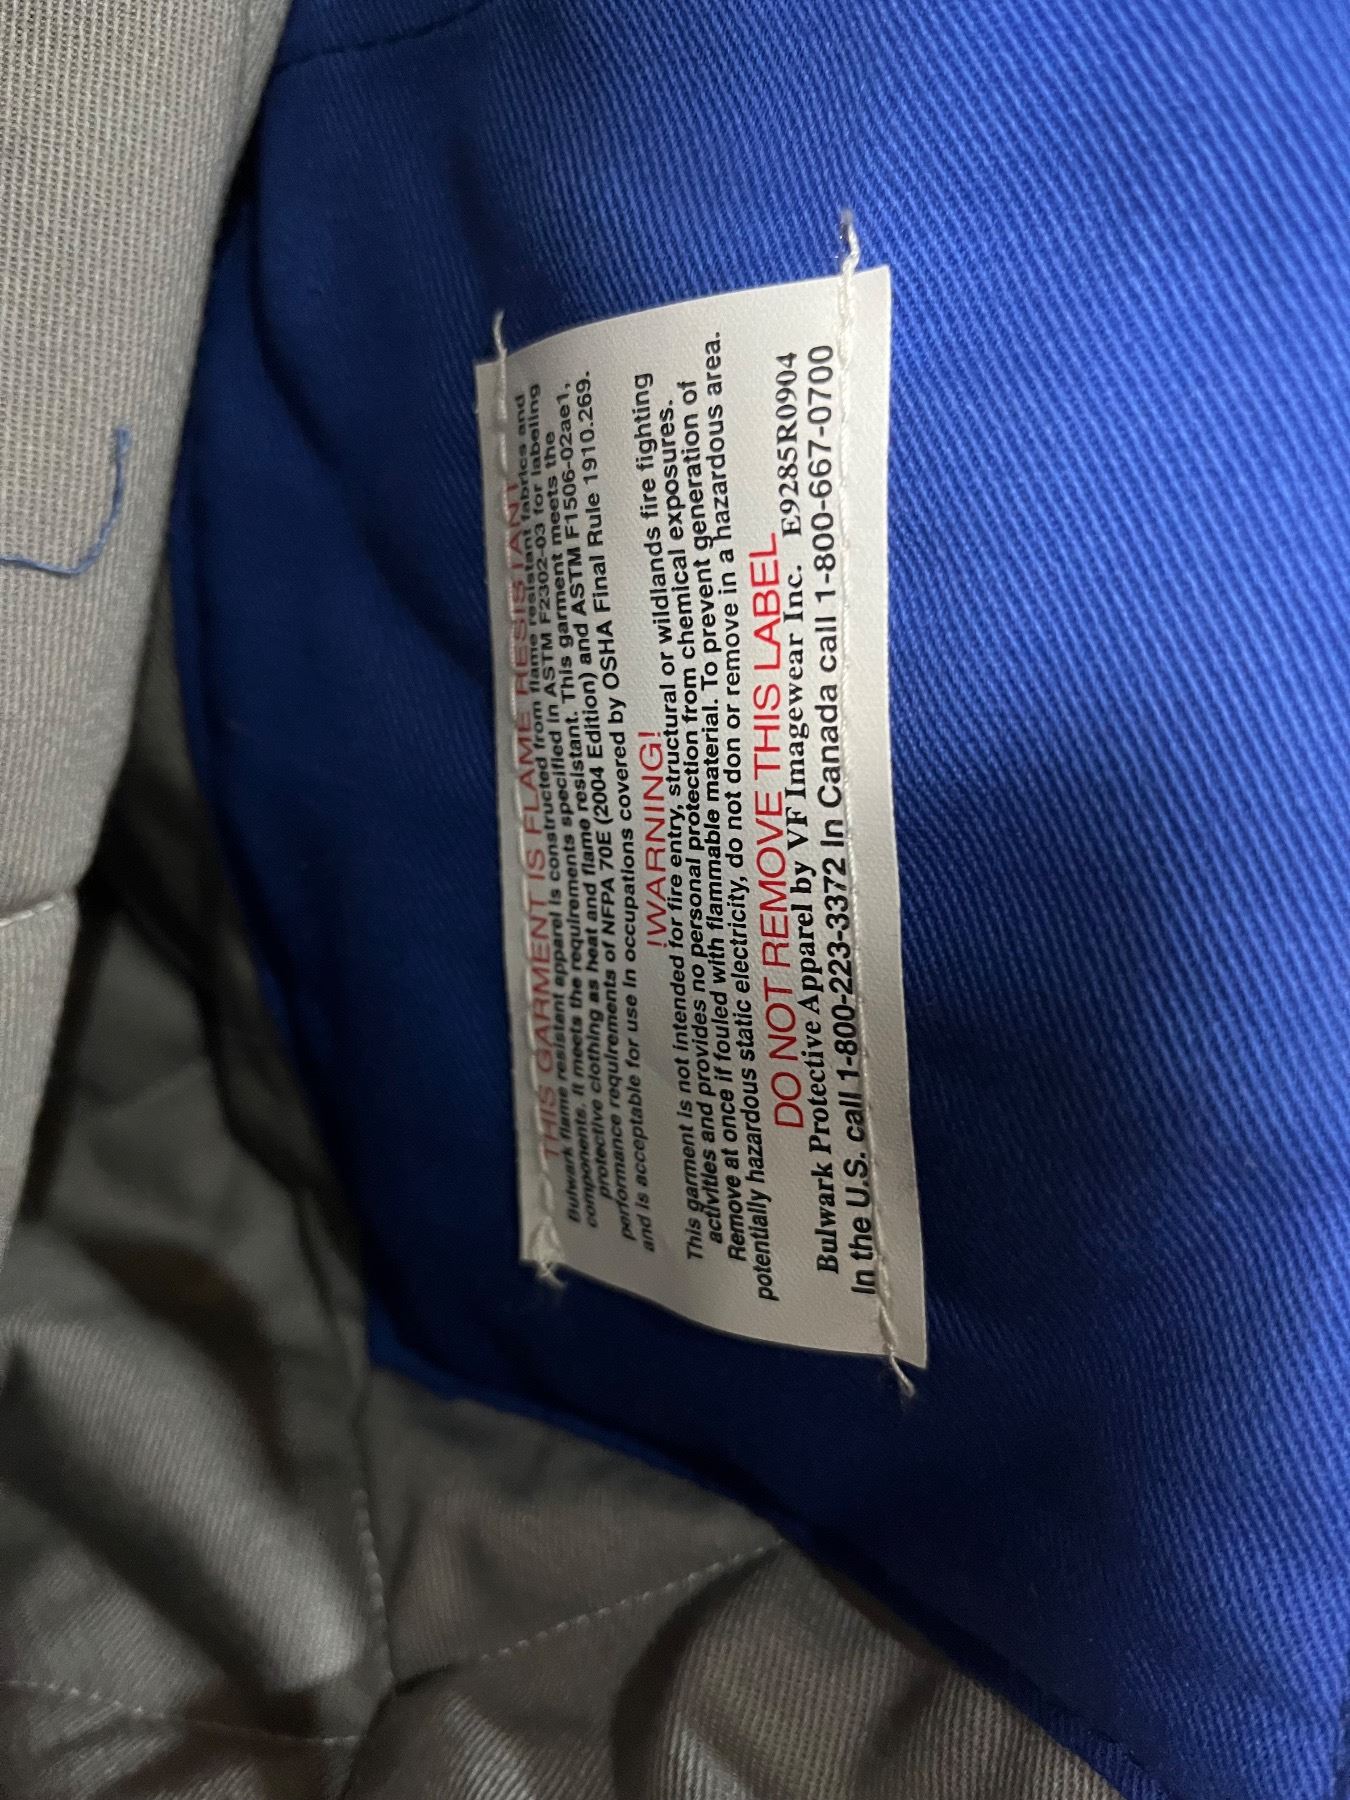 THIS GARMENT IS FLAME RESISTANT
Bulwark flame resistant apparel is constructed from flame resistant fabrics and
components. It meets the requirements specified in ASTM F2302-03 for labeling
protective clothing as heat and flame resistant. This garment meets the
performance requirements of NFPA 70E (2004 Edition) and ASTM F1506-02ae1,
and is acceptable for use in occupations covered by OSHA Final Rule 1910.269.
!WARNING!
This garment is not intended for fire entry, structural or wildlands fire fighting
activities and provides no personal protection from chemical exposures.
Remove at once if fouled with flammable material. To prevent generation of
potentially hazardous static electricity, do not don or remove in a hazardous area.
DO NOT REMOVE THIS LABEL
Bulwark Protective Apparel by VF Imagewear Inc. E9285R0904
In the U.S. call 1-800-223-3372 In Canada call 1-800-667-0700